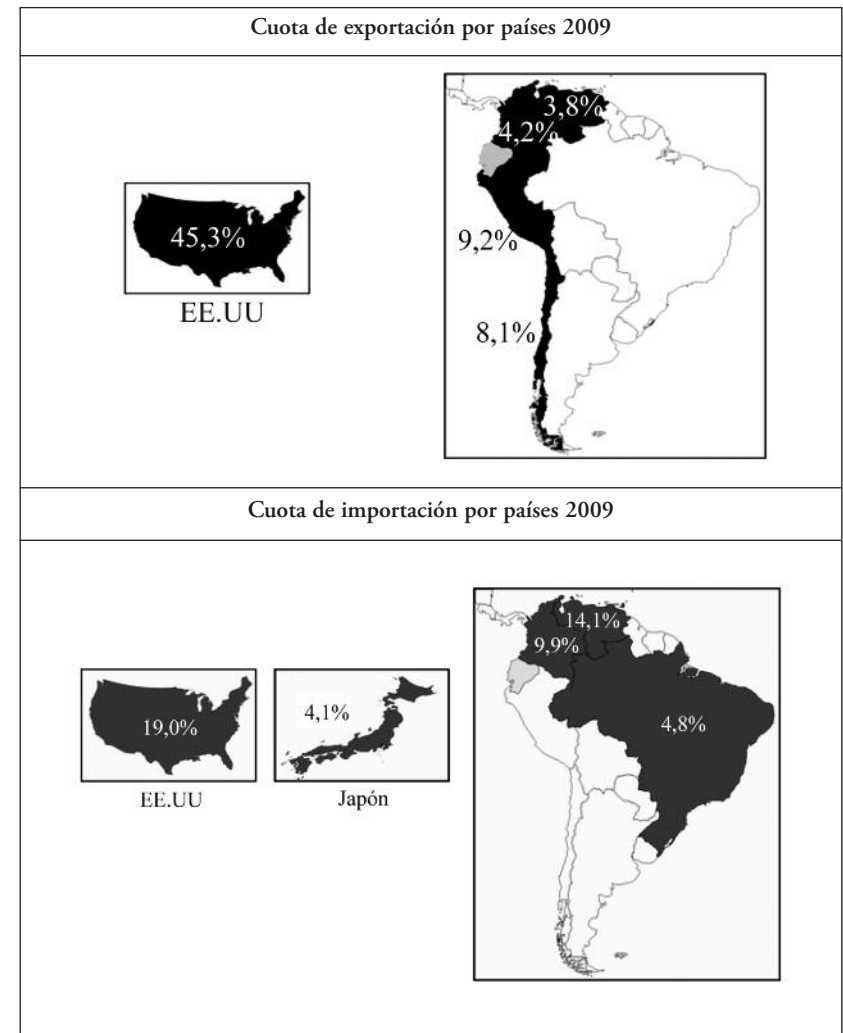 Cuota de exportación por países 2009
3,8%
4,2%
45,3%
9,2%
EE.UU
8,1%
Cuota de importación por países 2009
14,1%
9,9%
4,1%
19,0%
4,8%
EE.UU
Japón